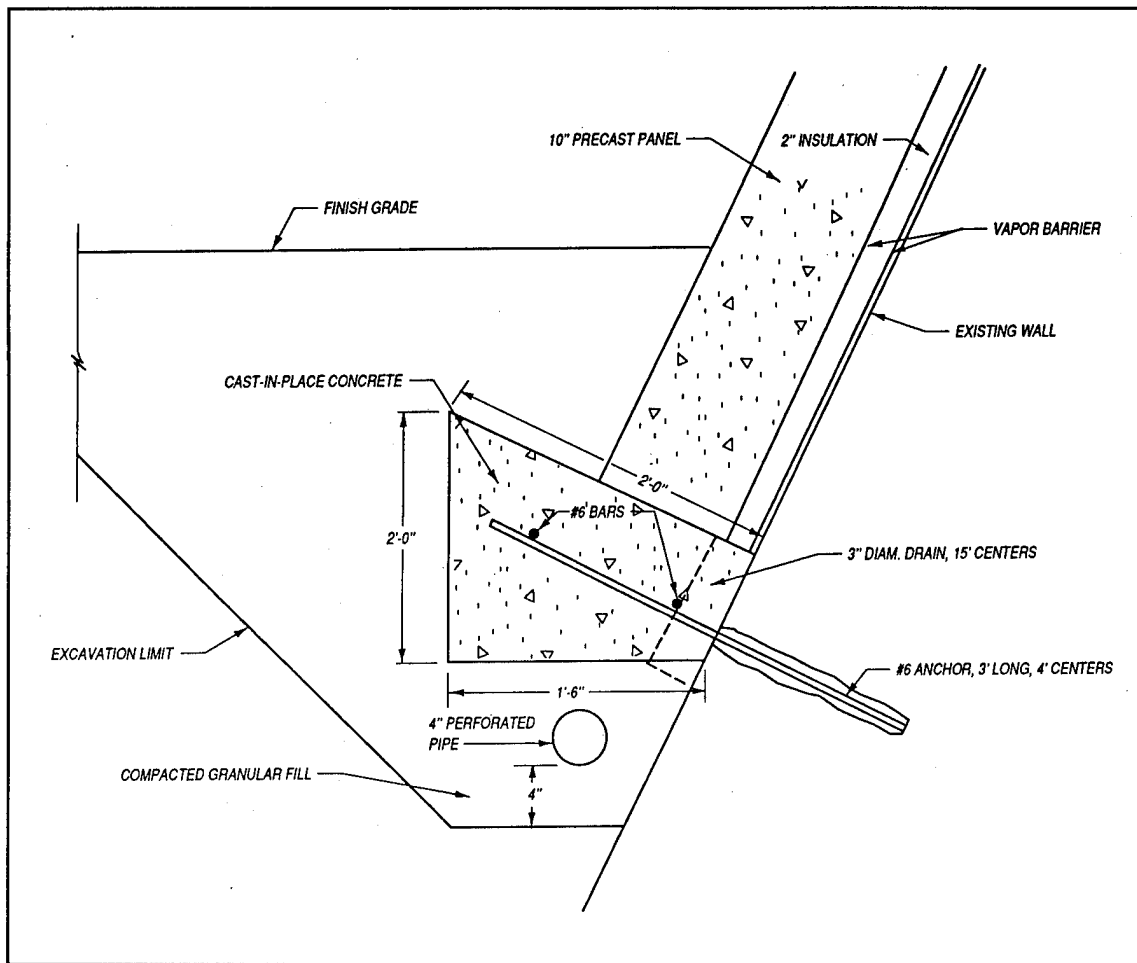 10" PRECAST PANEL
2" INSULATION
FINISH GRADE
VAPOR BARRIER
EXISTING WALL
CAST-IN-PLACE CONCRETE
2'-0"
#6 BARS
2'-0"
3" DIAM. DRAIN, 15' CENTERS
EXCAVATION LIMIT
#6 ANCHOR, 3' LONG, 4' CENTERS
1'-6"
4" PERFORATED
PIPE
COMPACTED GRANULAR FILL
4"